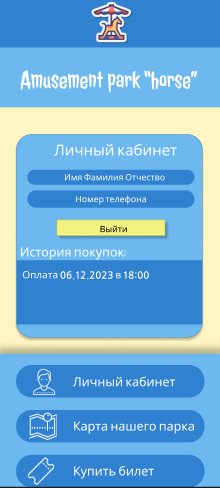 Amusement park "horse"
Личный кабинет
Имя Фамилия Отчество
Номер телефона
Выйти
История покупок:
Оплата 06.12.2023 в 18:00
Личный кабинет
Карта нашего парка
Купить билет